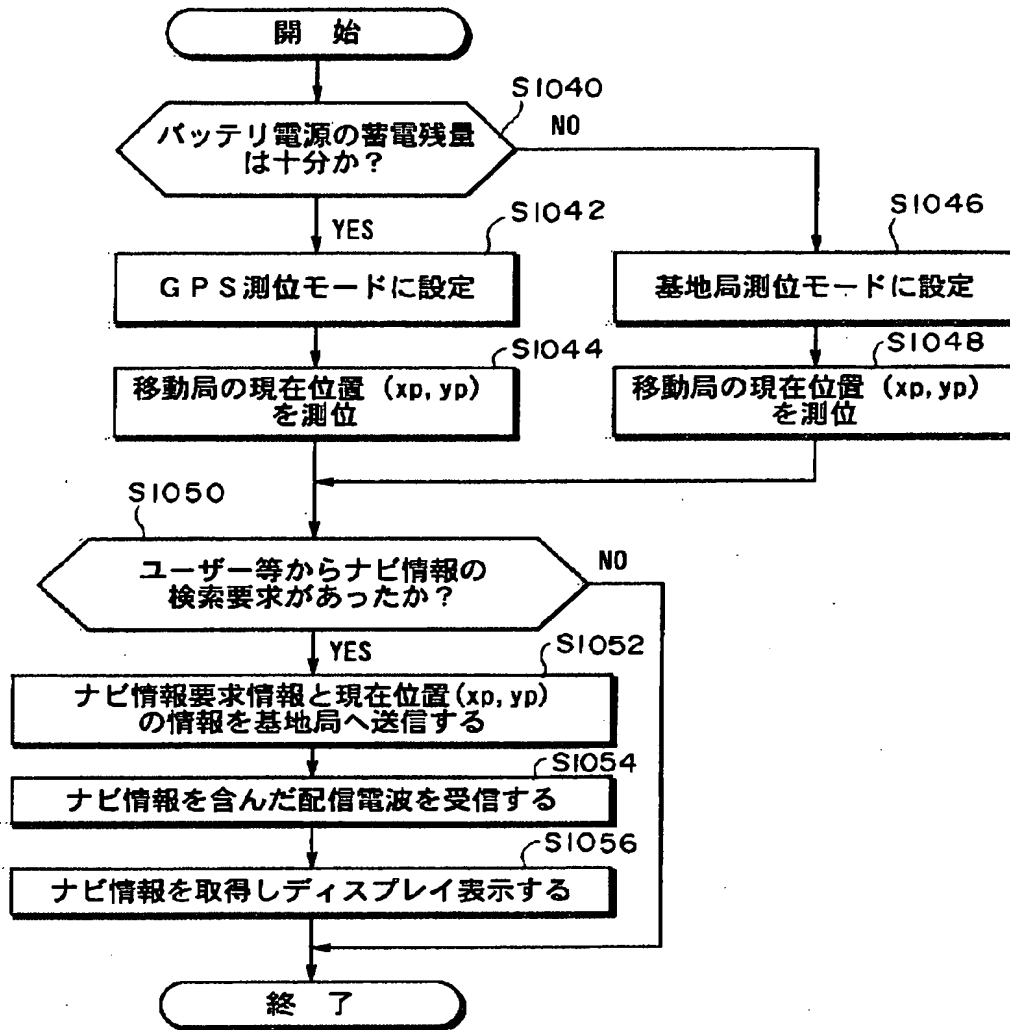 開 始
S1040
バッテリ電源の蓄電残量
は十分か?
NO
YES
S1042
GPS測位モードに設定
S1046
基地局測位モードに設定
S1044
移動局の現在位置 (xp, yp)
を測位
S1048
移動局の現在位置 (xp, yp)
を測位
S1050
ユーザー等からナビ情報の
検索要求があったか?
NO
YES
S1052
ナビ情報要求情報と現在位置(xp, yp)
の情報を基地局へ送信する
S1054
ナビ情報を含んだ配信電波を受信する
S1056
ナビ情報を取得しディスプレイ表示する
終 了